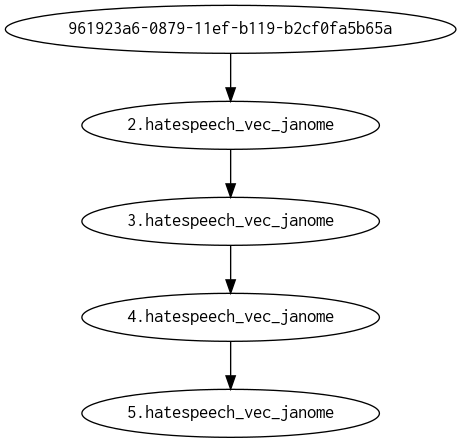 961923a6-0879-11ef-b119-b2cf0fa5b65a
2.hatespeech_vec_janome
3.hatespeech_vec_janome
4.hatespeech_vec_janome
5.hatespeech_vec_janome